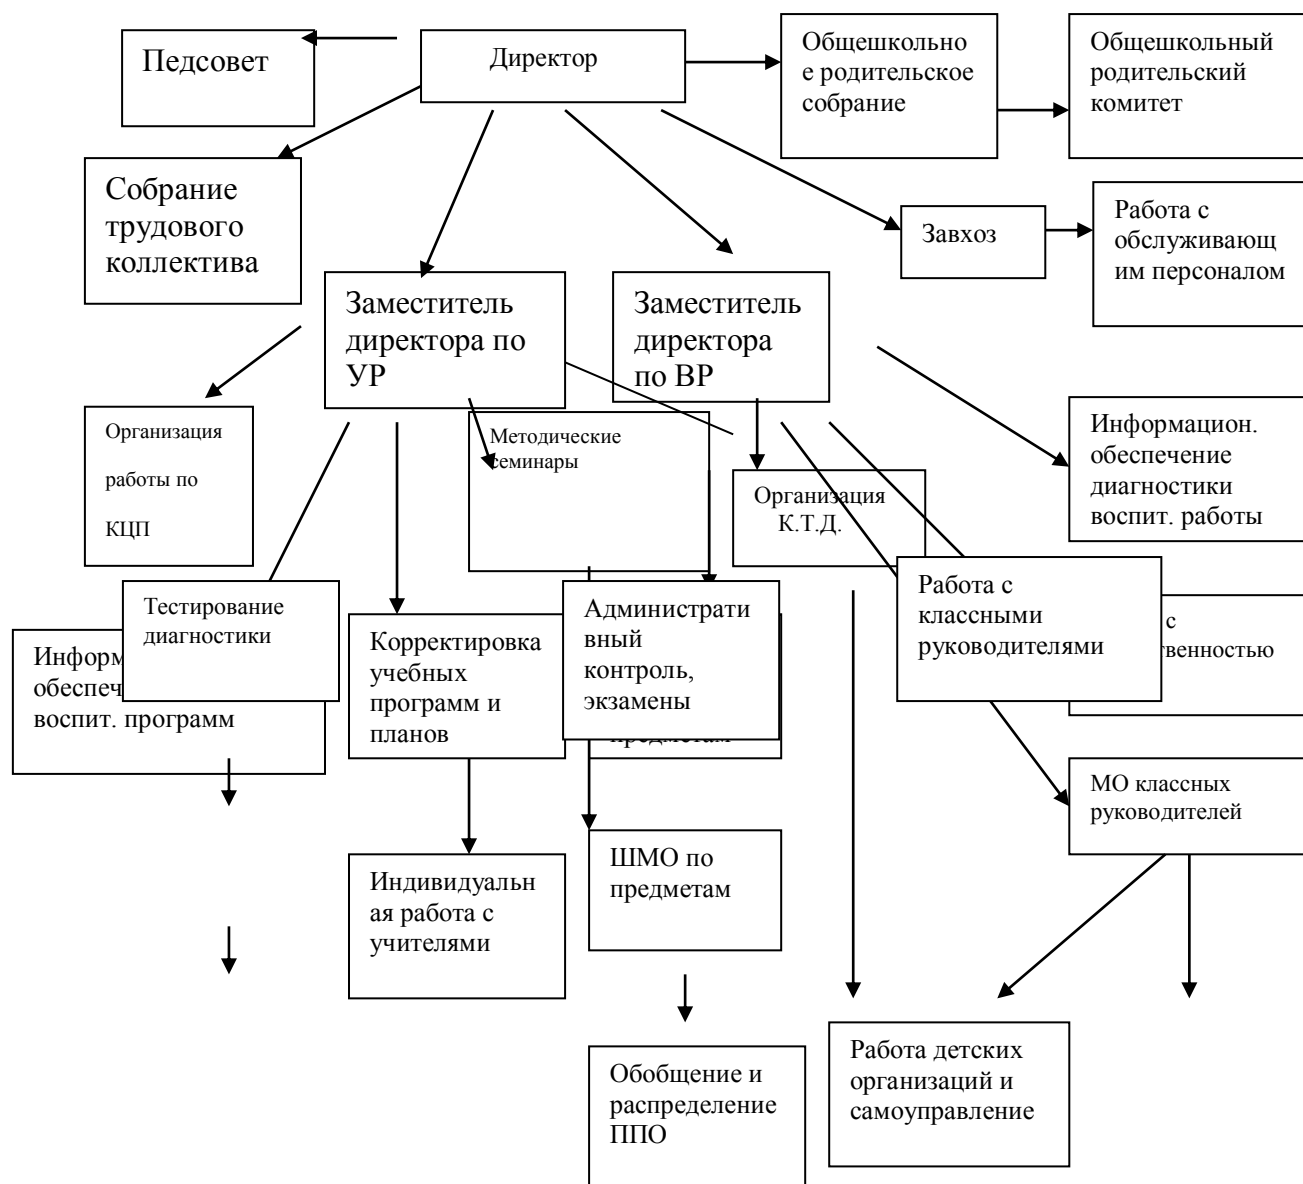 Педсовет
Директор
Общешкольно
е родительское
собрание
Общешкольный
родительский
комитет
Собрание
трудового
коллектива
Завхоз
Работа с
обслуживающ
им персоналом
Заместитель
директора по
УР
Заместитель
директора
по ВР
Организация
работы по
КЦП
Методические
семинары
Организация
К.Т.Д.
Информацион.
обеспечение
диагностики
воспит. работы
Тестирование
диагностики
воспит. программ
Корректировка
учебных
программ и
планов
Администрати
вный
контроль,
экзамены
Работа с
классными
руководителями
с
МО классных
руководителей
Индивидуальн
ая работа с
учителями
ШМО по
предметам
Обобщение и
распределение
ППО
Работа детских
организаций и
самоуправление